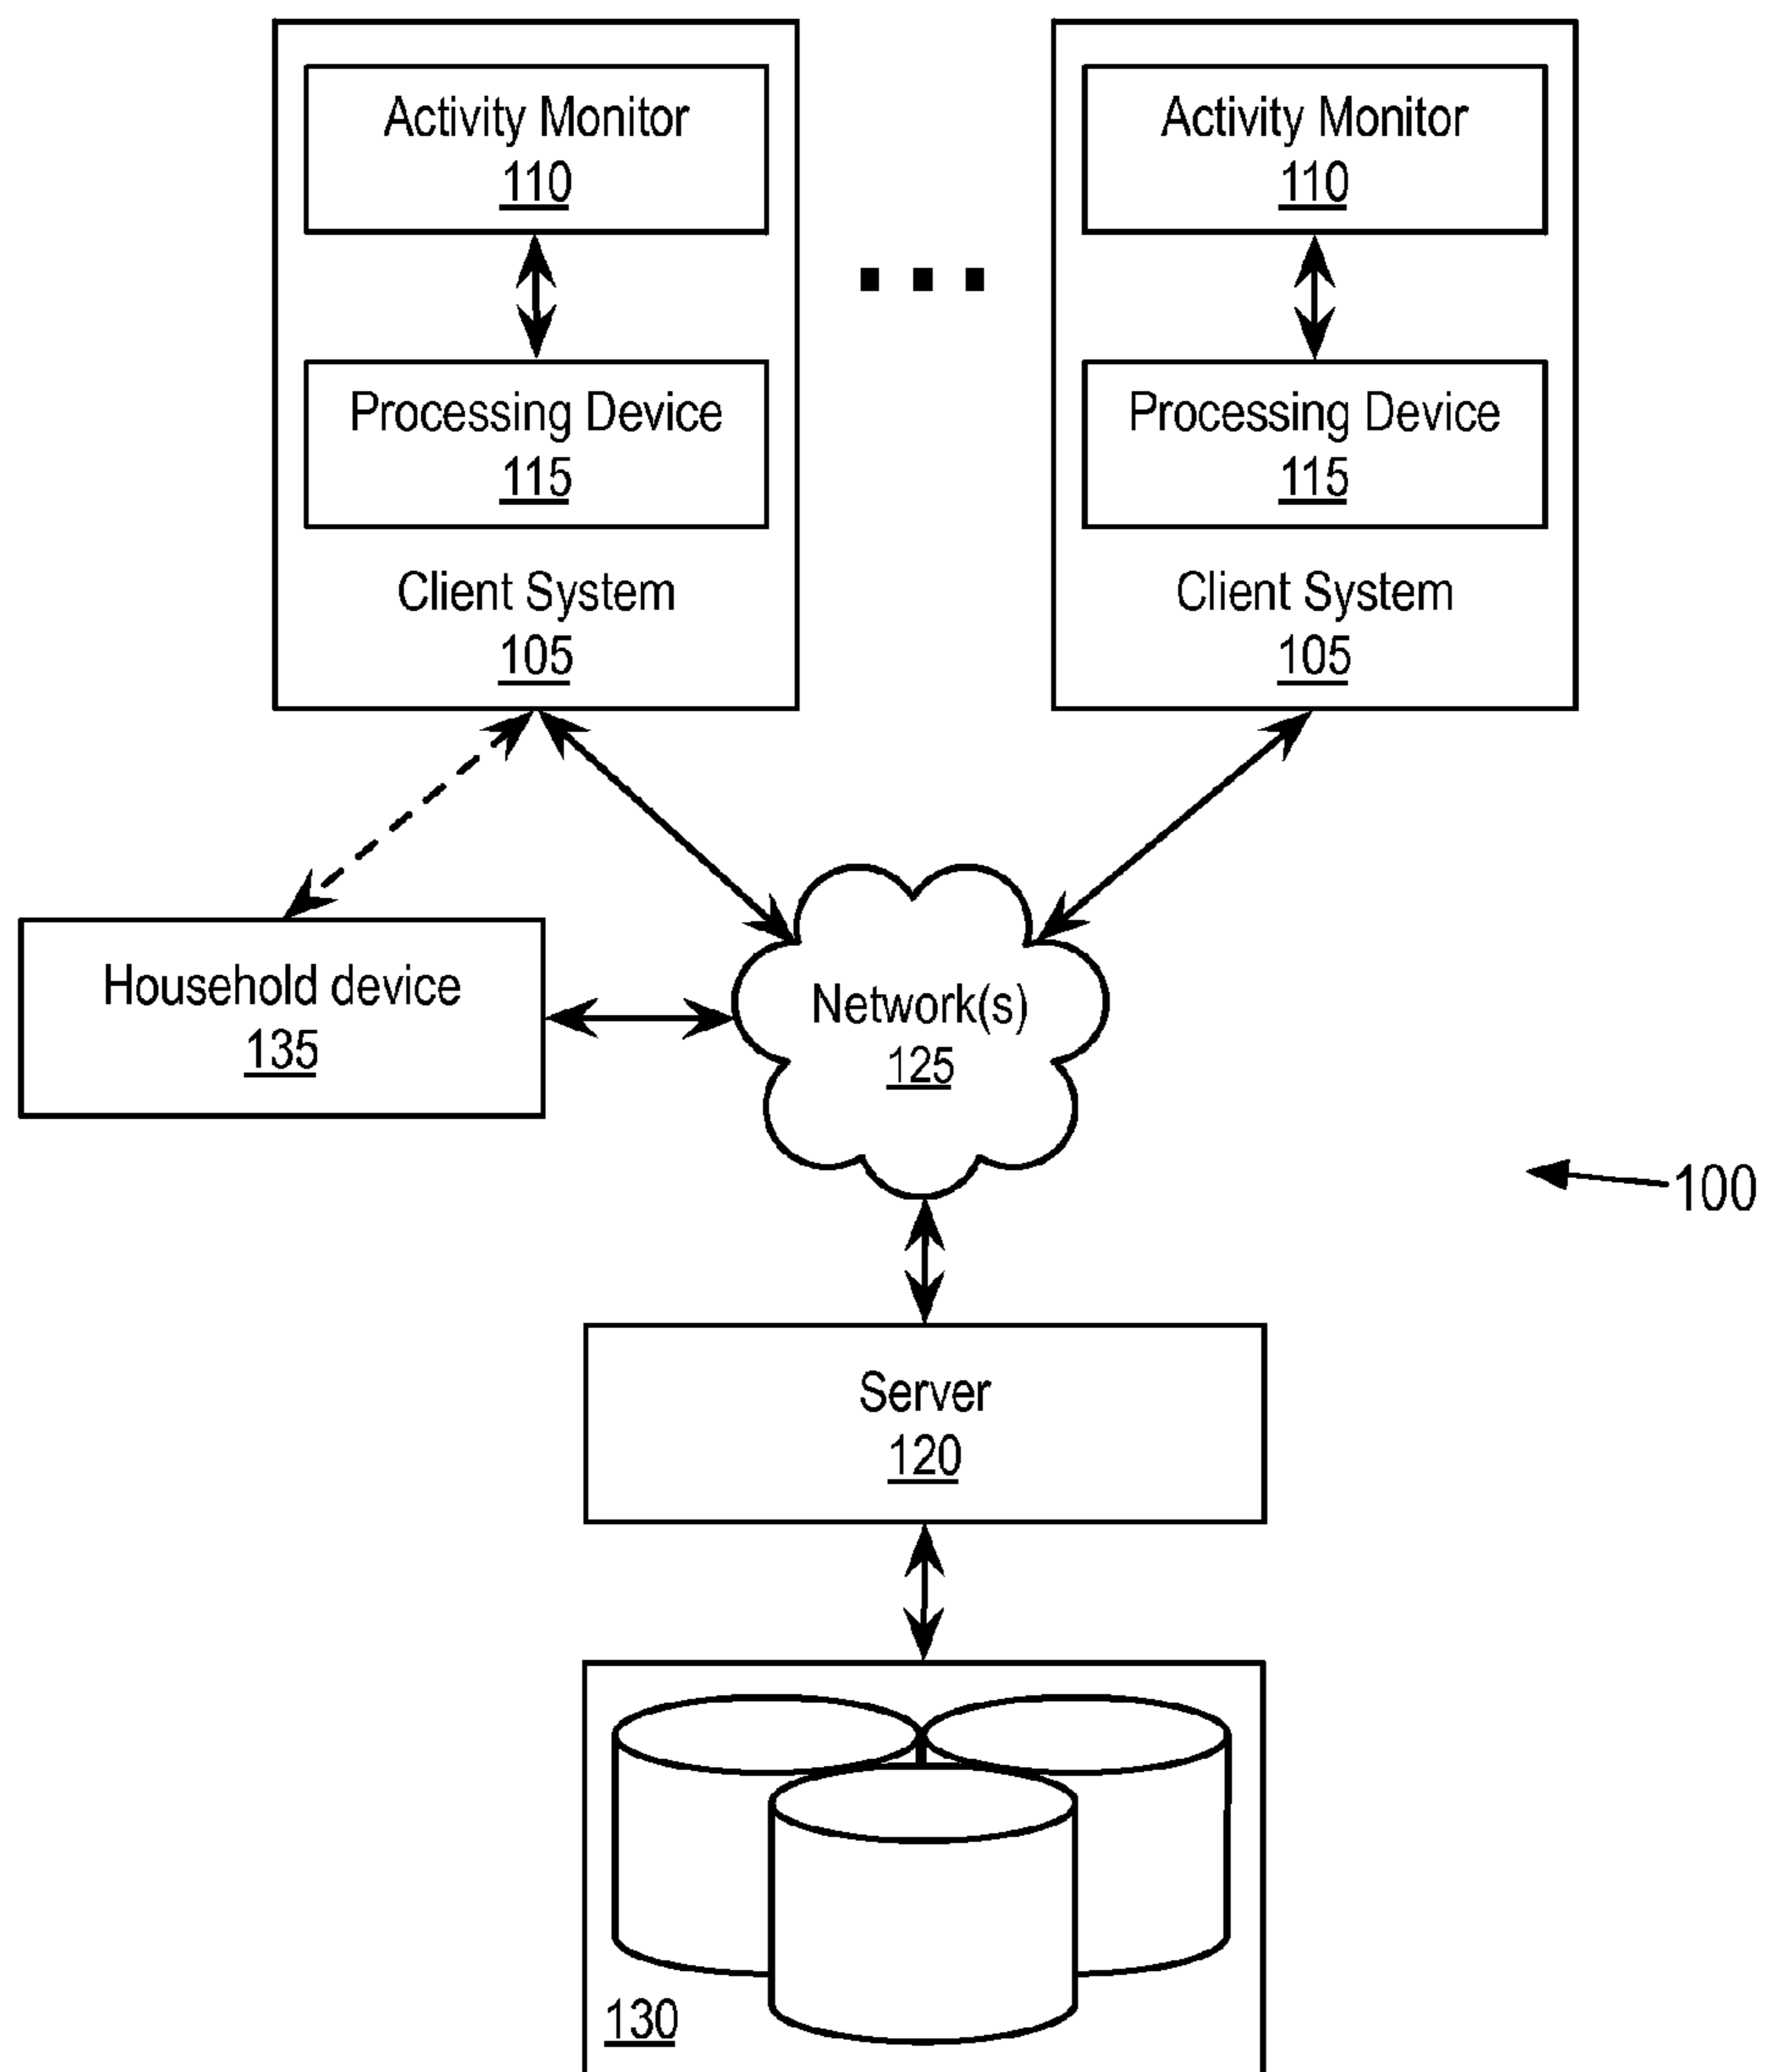 Activity Monitor
110
Processing Device
115
Client System
105
Activity Monitor
110
Processing Device
115
Client System
105
Household device
135
Network(s)
125
100
Server
120
130